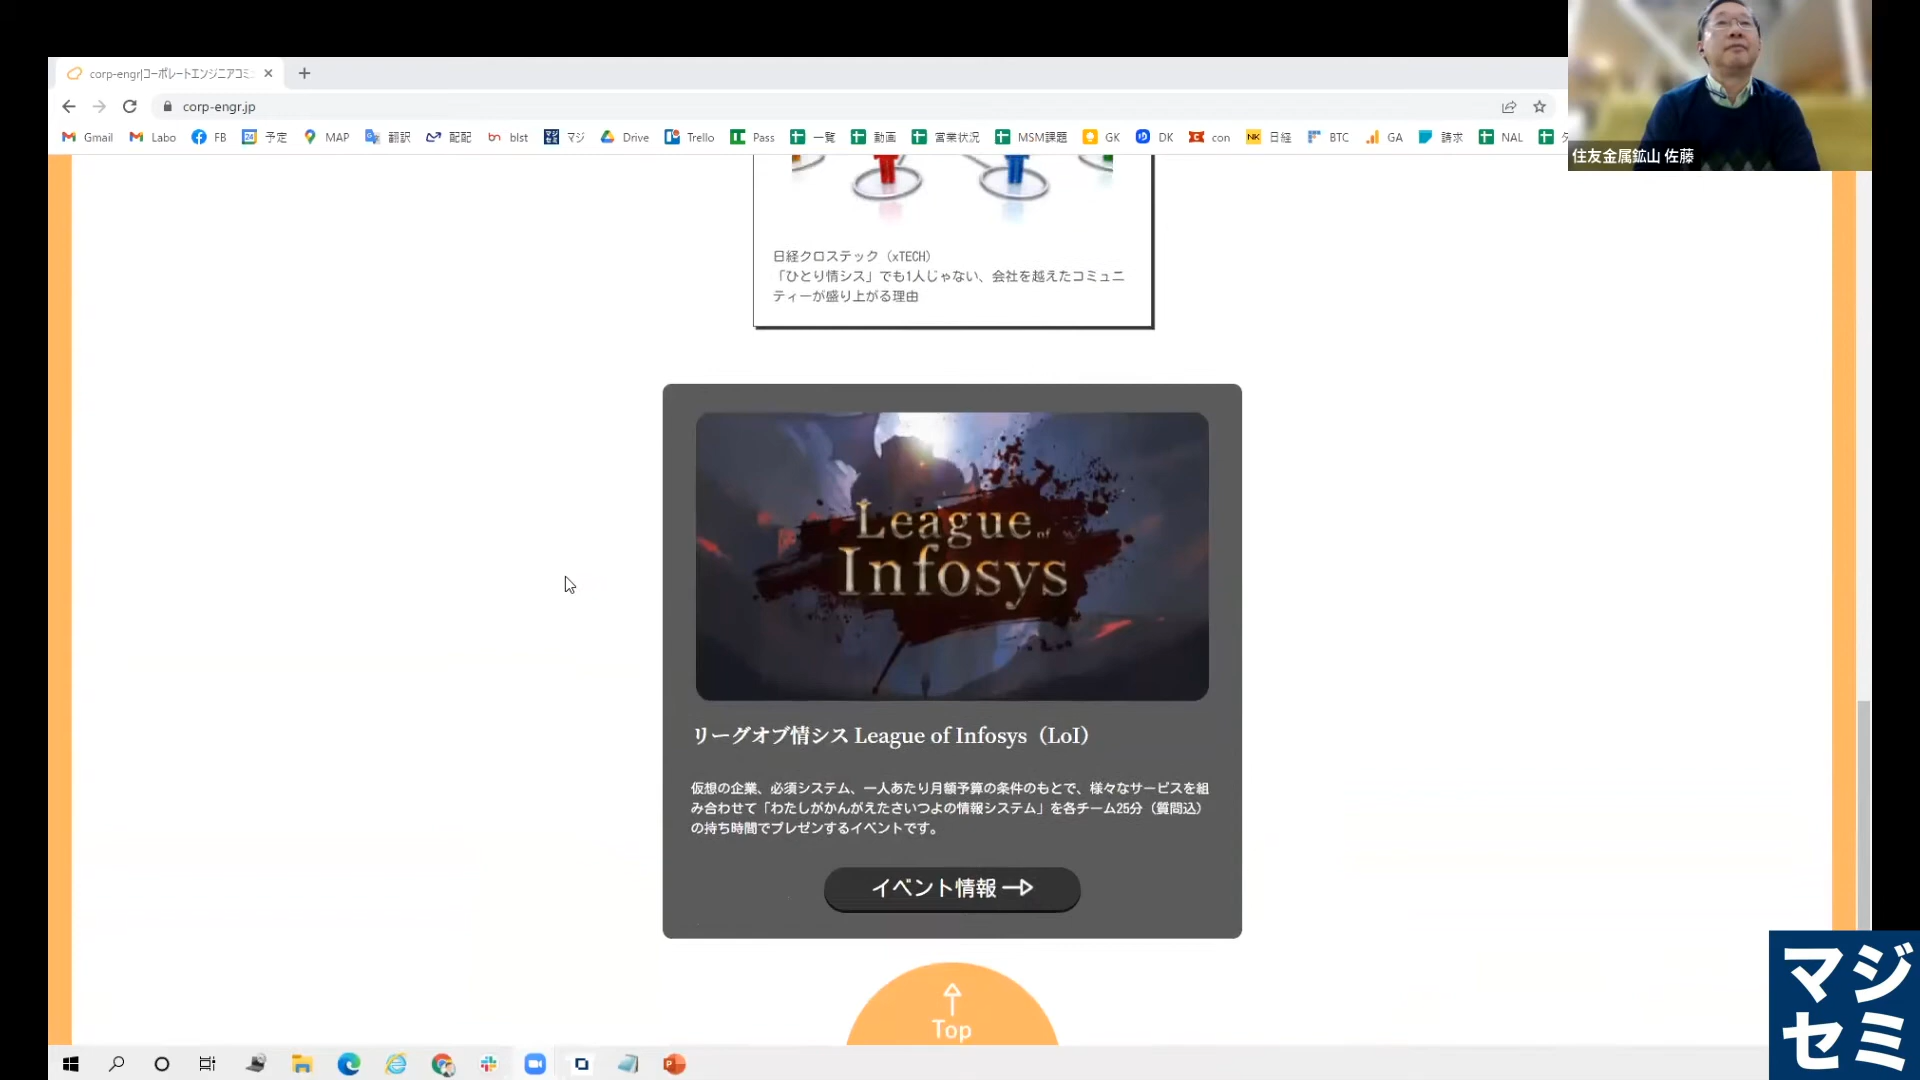 corp-engr|コーポレートエンジニアコミ
corp-engr.jp
Gmail Labo FB 予定 MAP 翻訳 配配 blst マジ Drive Trello Pass 一覧 動画 営業状況 MSM課題 GK DK con 日経 BTC GA 請求 NAL
住友金属鉱山 佐藤
日経クロステック（xTECH）
「ひとり情シス」でも1人じゃない、会社を越えたコミュニ
ティーが盛り上がる理由
League of
Infosys
リーグオブ情シス League of Infosys（LoI）
仮想の企業、必須システム、一人あたり月額予算の条件のもとで、様々なサービスを組
み合わせて「わたしがかんがえたさいつよの情報システム」を各チーム25分（質問込）
の持ち時間でプレゼンするイベントです。
イベント情報
Top
マジ
セミ